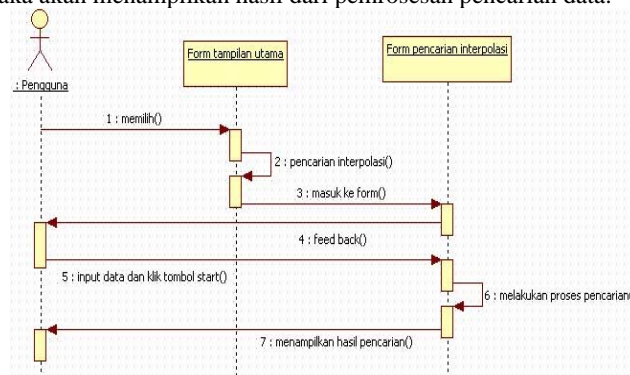 maka akan menampilkan hasil dari pemrosesan pencarian data.
Form tampilan utama
Form pencarian interpolasi
: Pengguna
1 : memilih()
2 : pencarian interpolasi()
3 : masuk ke form()
4 : feed back()
5 : input data dan klik tombol start()
6 : melakukan proses pencarian(
7 : menampilkan hasil pencarian()